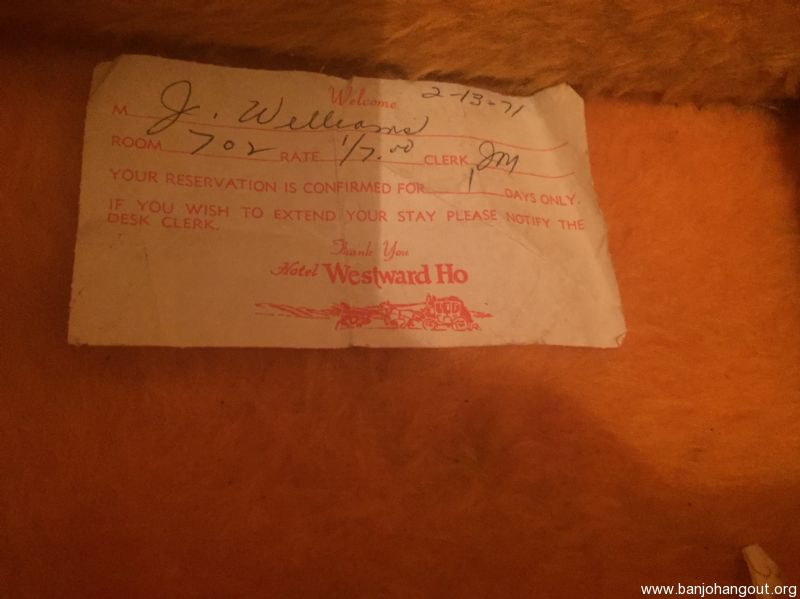 Welcome 2-13-71
M J. Williams
ROOM 702 RATE 1/7.00 CLERK JM
YOUR RESERVATION IS CONFIRMED FOR 1 DAYS ONLY.
IF YOU WISH TO EXTEND YOUR STAY PLEASE NOTIFY THE
DESK CLERK.
Thank You
Hotel Westward Ho
www.banjohangout.org